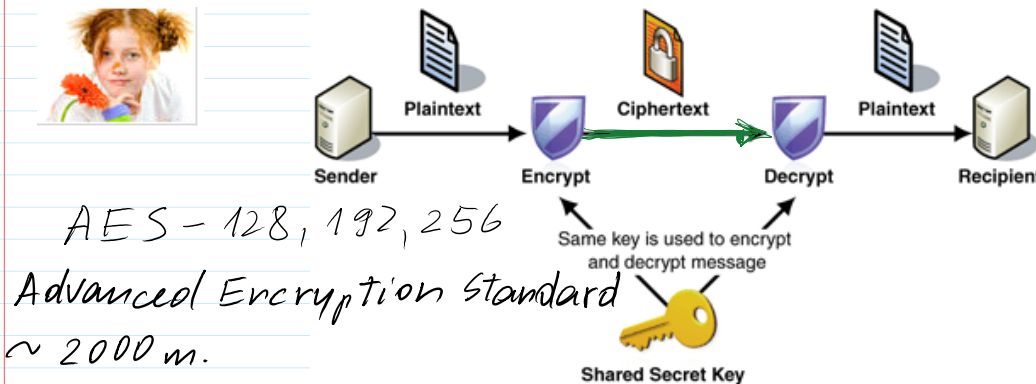 Plaintext
Ciphertext
Plaintext
Sender
Encrypt
Decrypt
Recipient
AES - 128, 192, 256
Same key is used to encrypt
and decrypt message
Advanced Encryption Standard
~ 2000 m.
Shared Secret Key